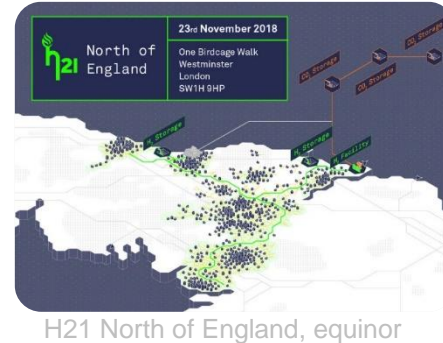 h21
North of
England
23rd November 2018
One Birdcage Walk
Westminster
London
SW1H 9HP
CO₂ Storage
CO₂ Storage
CO₂ Storage
H₂ Storage
H₂ Storage
H₂ Facility
H21 North of England, equinor